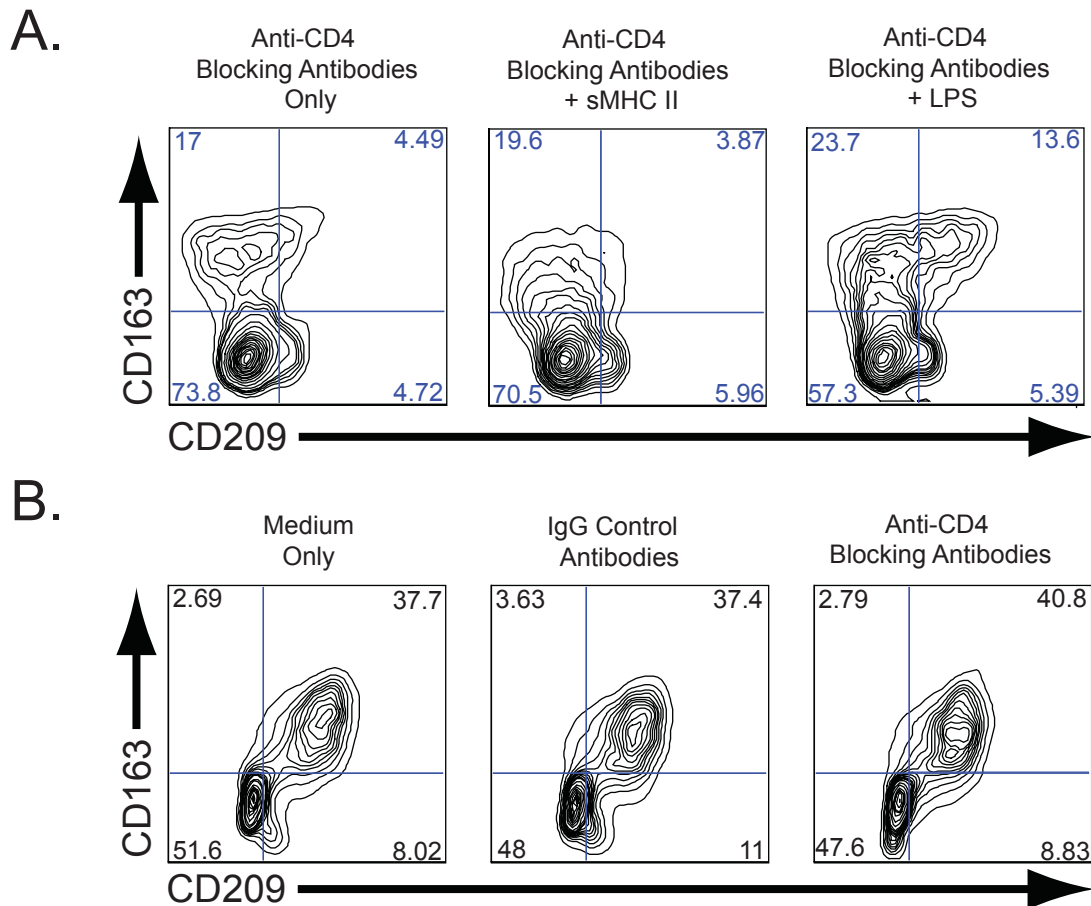 A.
Anti-CD4
Blocking Antibodies
Only
Anti-CD4
Blocking Antibodies
+ sMHC II
Anti-CD4
Blocking Antibodies
+ LPS
CD163
17 4.49
73.8 4.72
19.6 3.87
70.5 5.96
23.7 13.6
57.3 5.39
CD209
B.
Medium
Only
IgG Control
Antibodies
Anti-CD4
Blocking Antibodies
CD163
2.69 37.7
51.6 8.02
3.63 37.4
48 11
2.79 40.8
47.6 8.83
CD209